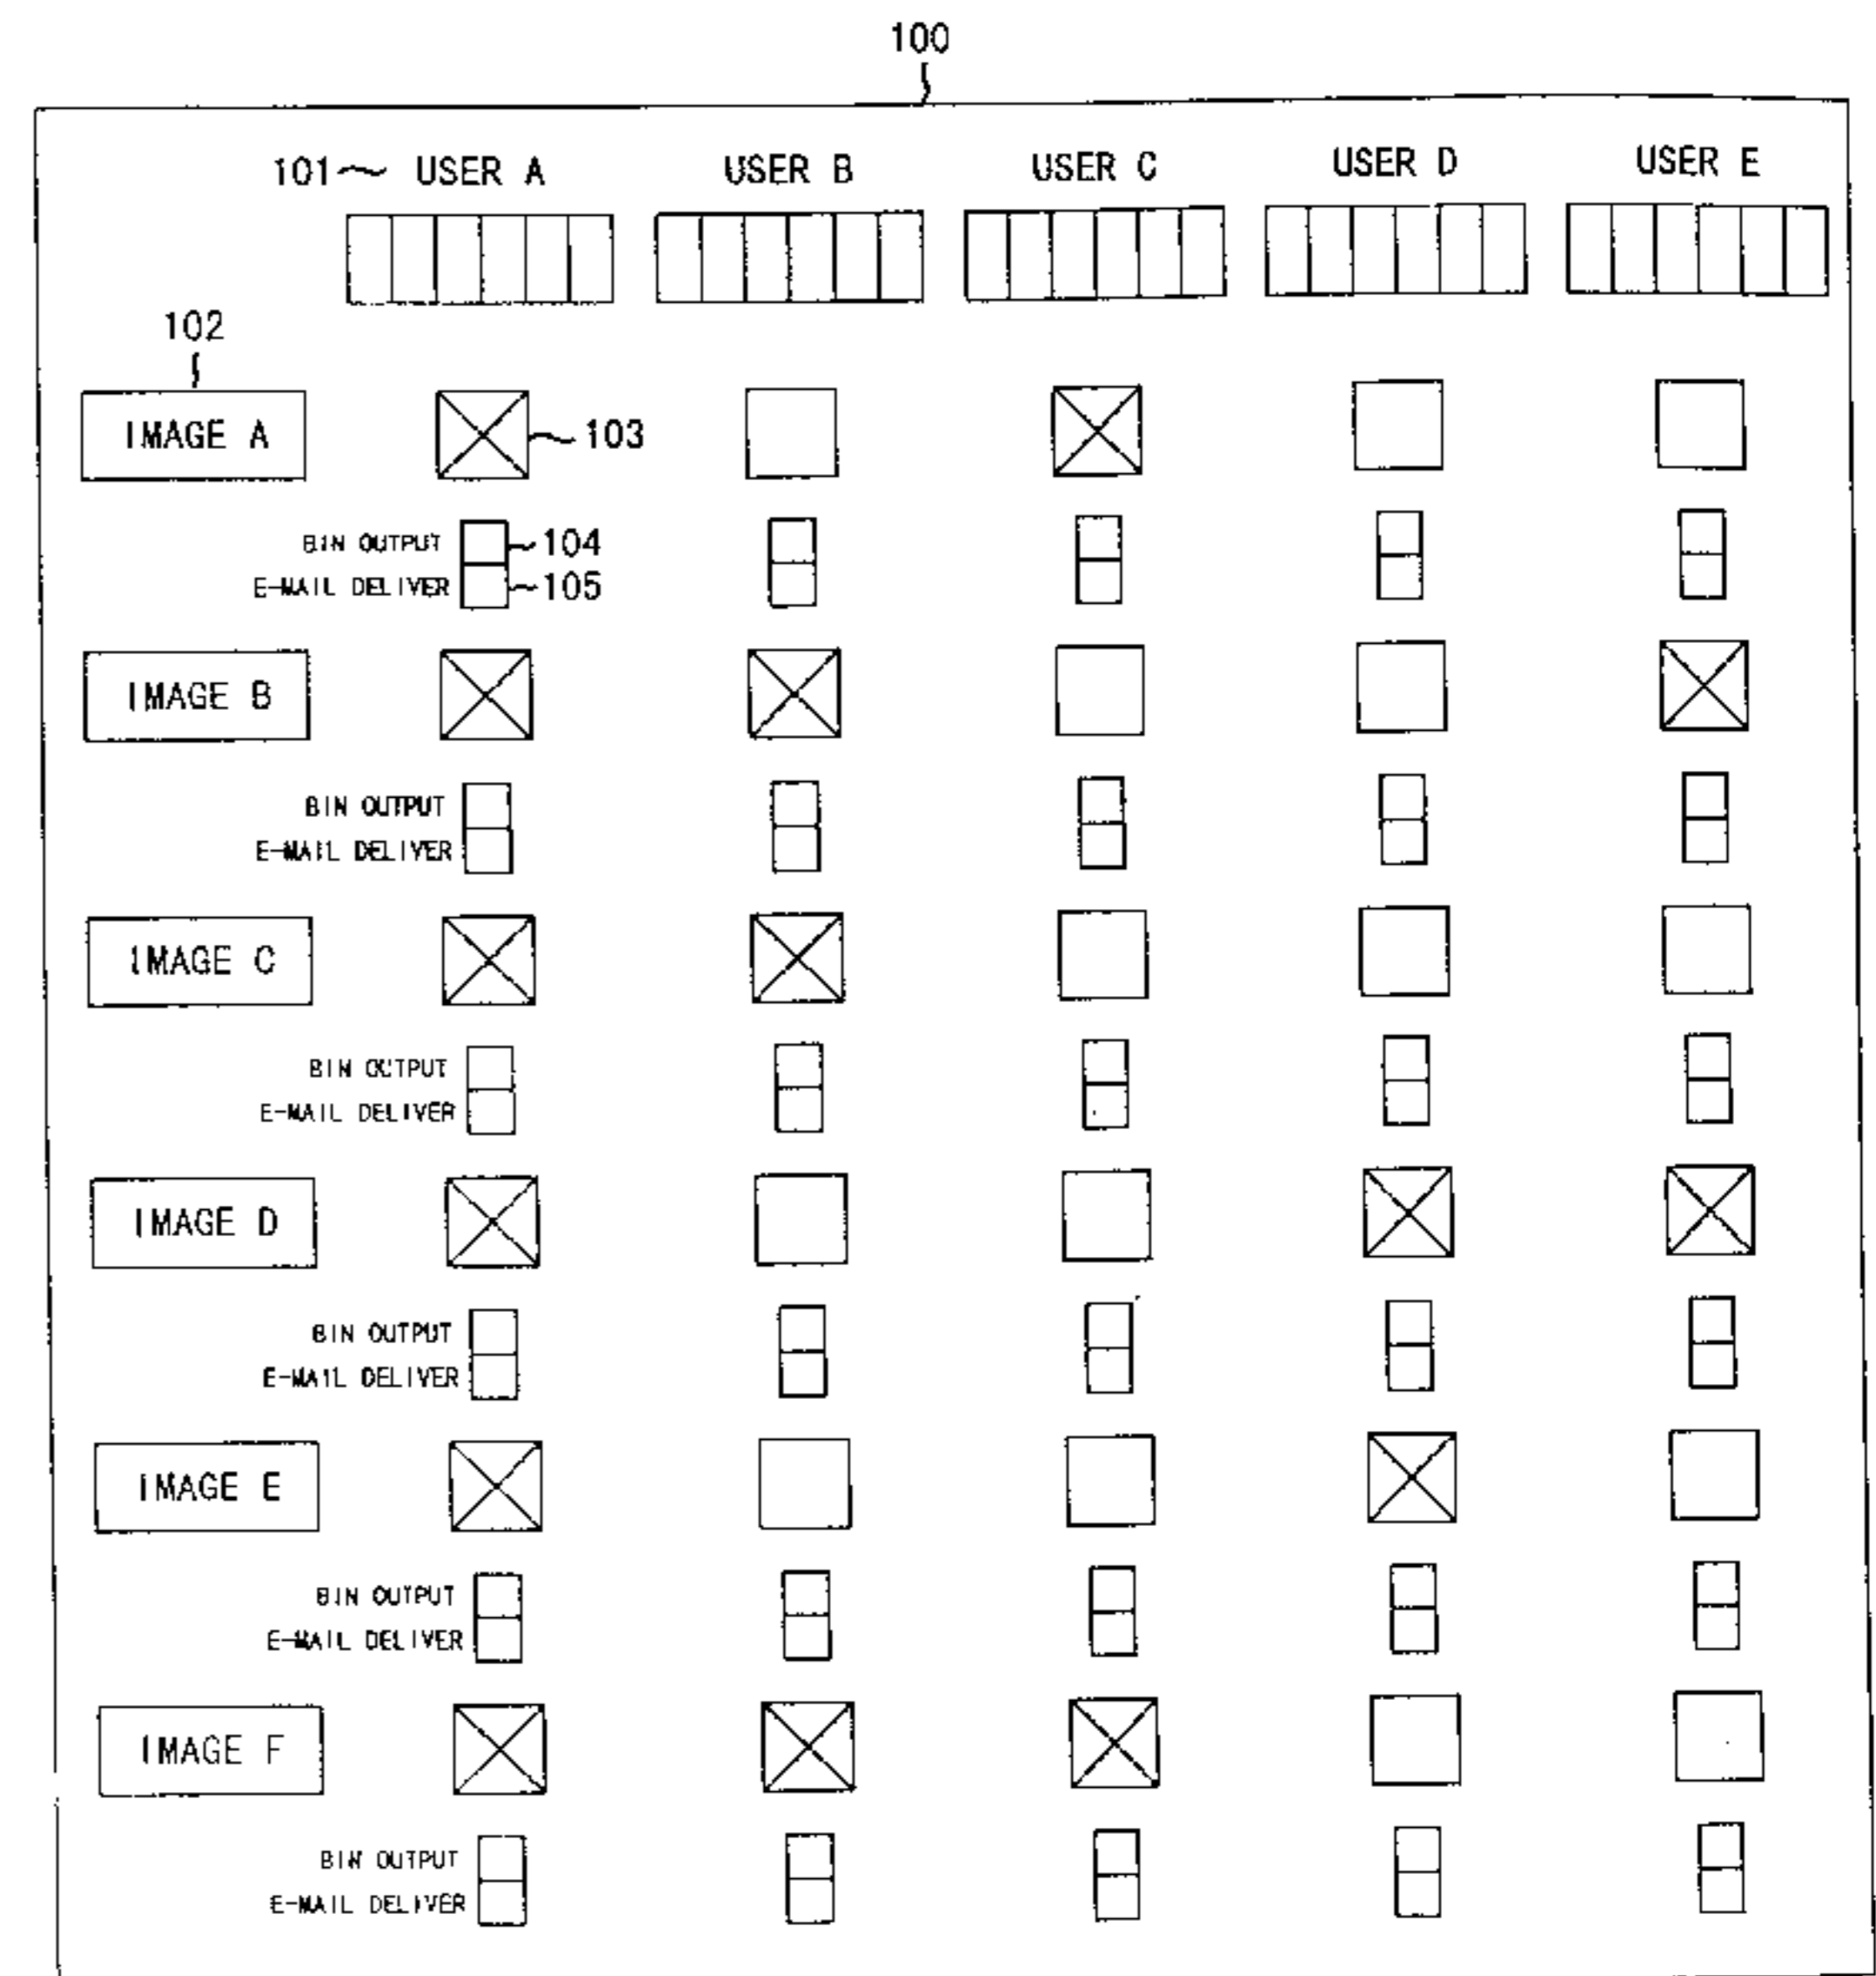 100
101 USER A USER B USER C USER D USER E
102
IMAGE A 103
BIN OUTPUT 104
E-MAIL DELIVER 105
IMAGE B
BIN OUTPUT
E-MAIL DELIVER
IMAGE C
BIN OUTPUT
E-MAIL DELIVER
IMAGE D
BIN OUTPUT
E-MAIL DELIVER
IMAGE E
BIN OUTPUT
E-MAIL DELIVER
IMAGE F
BIN OUTPUT
E-MAIL DELIVER